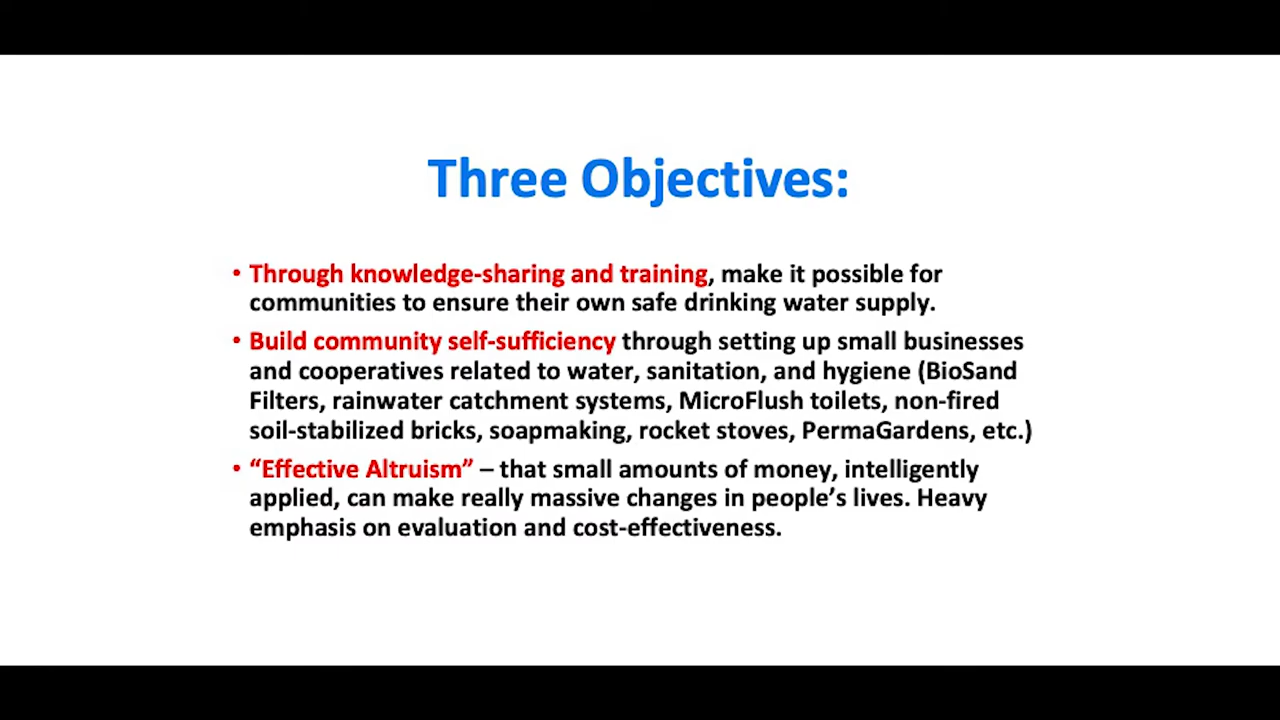 Three Objectives:
• Through knowledge-sharing and training, make it possible for
communities to ensure their own safe drinking water supply.
• Build community self-sufficiency through setting up small businesses
and cooperatives related to water, sanitation, and hygiene (BioSand
Filters, rainwater catchment systems, MicroFlush toilets, non-fired
soil-stabilized bricks, soapmaking, rocket stoves, PermaGardens, etc.)
• “Effective Altruism” – that small amounts of money, intelligently
applied, can make really massive changes in people’s lives. Heavy
emphasis on evaluation and cost-effectiveness.